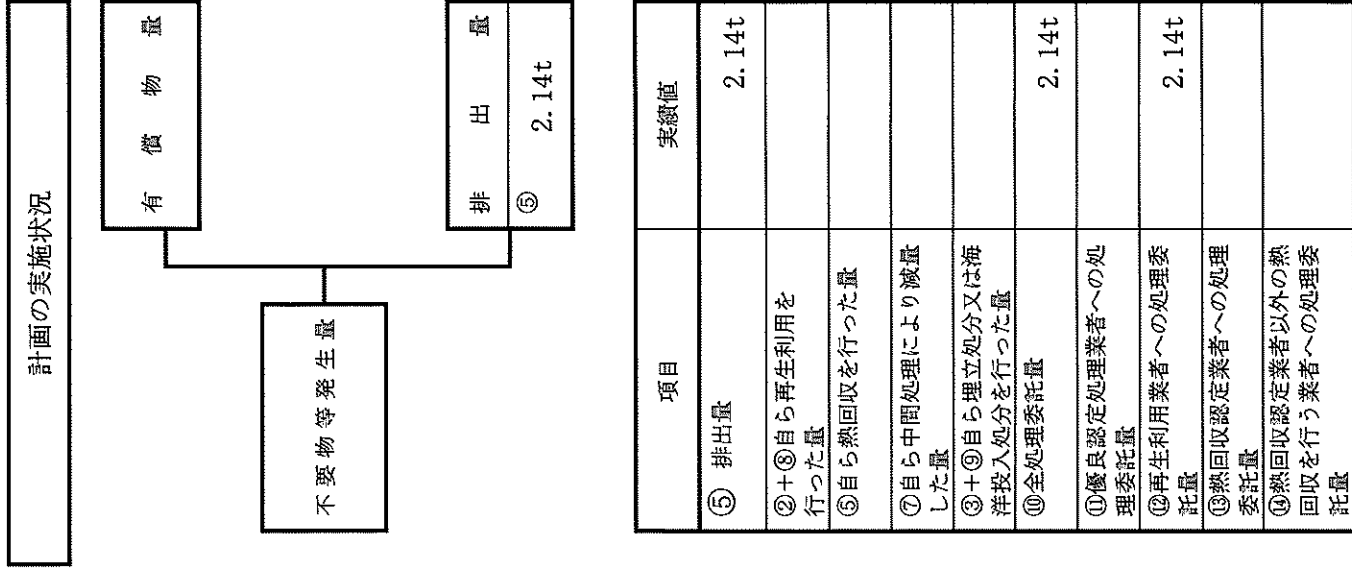 計画の実施状況
不要物等発生量
有償物量
排出量
⑤
2.14t
項目
実績値
⑤ 排出量
2.14t
②+⑧自ら再生利用を
行った量
⑤自ら熱回収を行った量
⑦自ら中間処理により減量
した量
③+⑨自ら埋立処分又は海
洋投入処分を行った量
⑩全処理委託量
2.14t
⑪優良認定処理業者への処
理委託量
⑫再生利用業者への処理委
託量
2.14t
⑬熱回収認定業者への処理
委託量
⑭熱回収認定業者以外の熱
回収を行う業者への処理委
託量